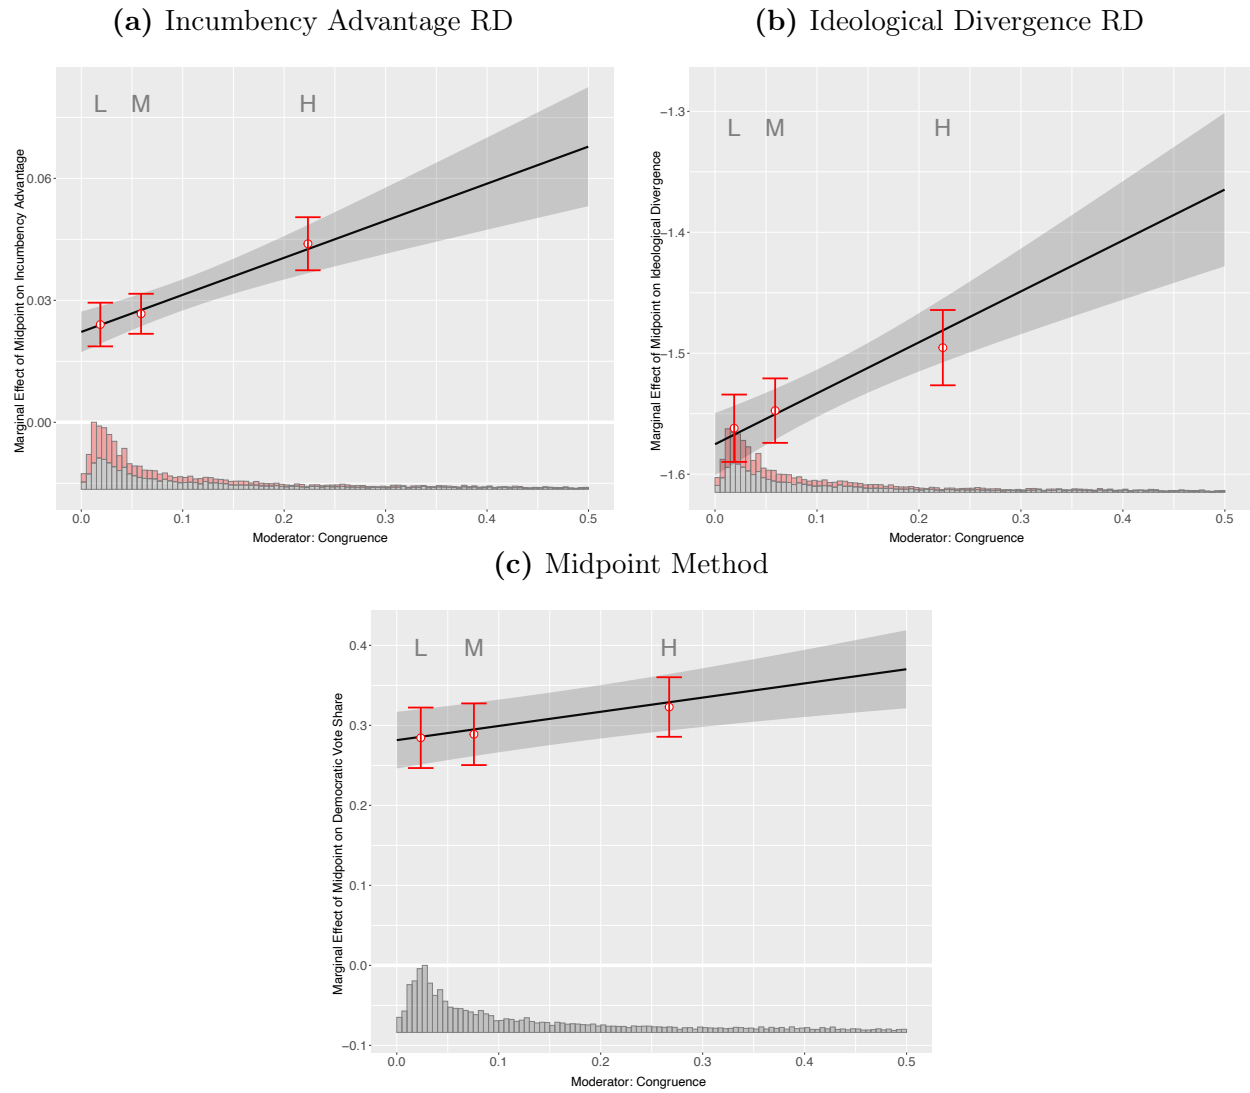 (a) Incumbency Advantage RD
L M H
Marginal Effect of Midpoint on Incumbency Advantage
0.06
0.03
0.00
0.0 0.1 0.2 0.3 0.4 0.5
Moderator: Congruence
(b) Ideological Divergence RD
L M H
Marginal Effect of Midpoint on Ideological Divergence
−1.3
−1.4
−1.5
−1.6
0.0 0.1 0.2 0.3 0.4 0.5
Moderator: Congruence
(c) Midpoint Method
L M H
Marginal Effect of Midpoint on Democratic Vote Share
0.4
0.3
0.2
0.1
0.0
−0.1
0.0 0.1 0.2 0.3 0.4 0.5
Moderator: Congruence